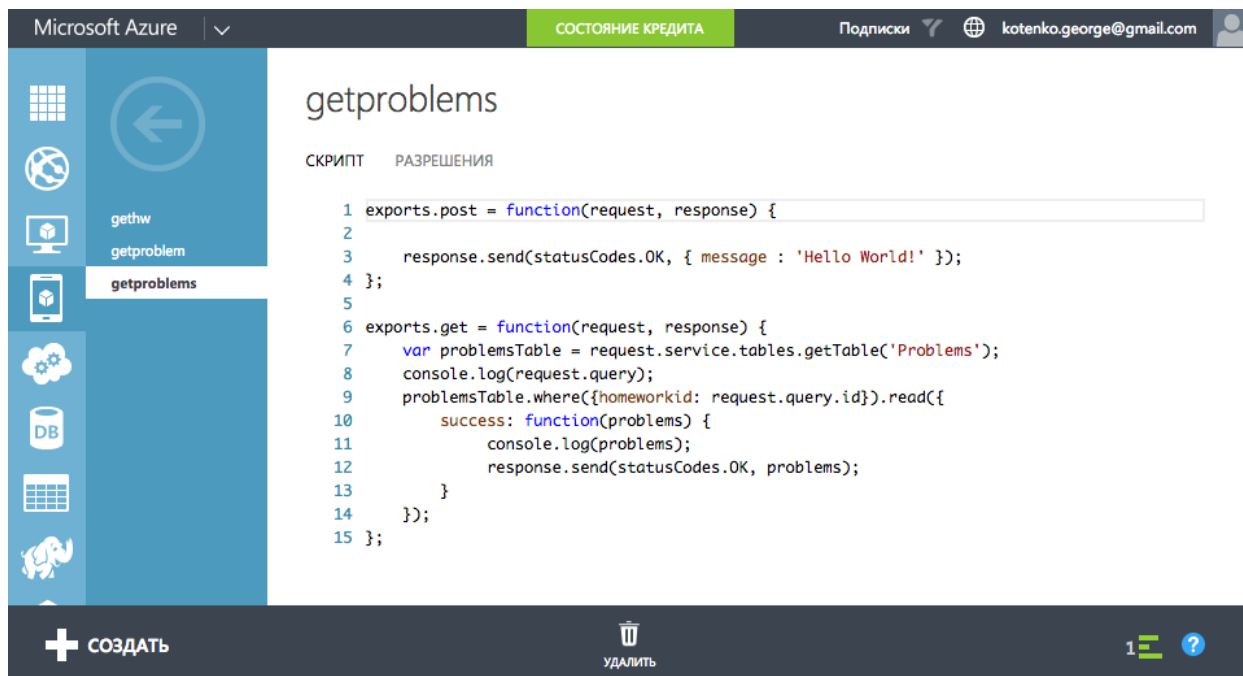 Microsoft Azure
СОСТОЯНИЕ КРЕДИТА
Подписки
kotenko.george@gmail.com
gethw
getproblem
getproblems
getproblems
СКРИПТ РАЗРЕШЕНИЯ
1 exports.post = function(request, response) {
2
3 response.send(statusCodes.OK, { message : 'Hello World!' });
4 };
5
6 exports.get = function(request, response) {
7 var problemsTable = request.service.tables.getTable('Problems');
8 console.log(request.query);
9 problemsTable.where({homeworkid: request.query.id}).read({
10 success: function(problems) {
11 console.log(problems);
12 response.send(statusCodes.OK, problems);
13 }
14 });
15 };
DB
СОЗДАТЬ
УДАЛИТЬ
1
?